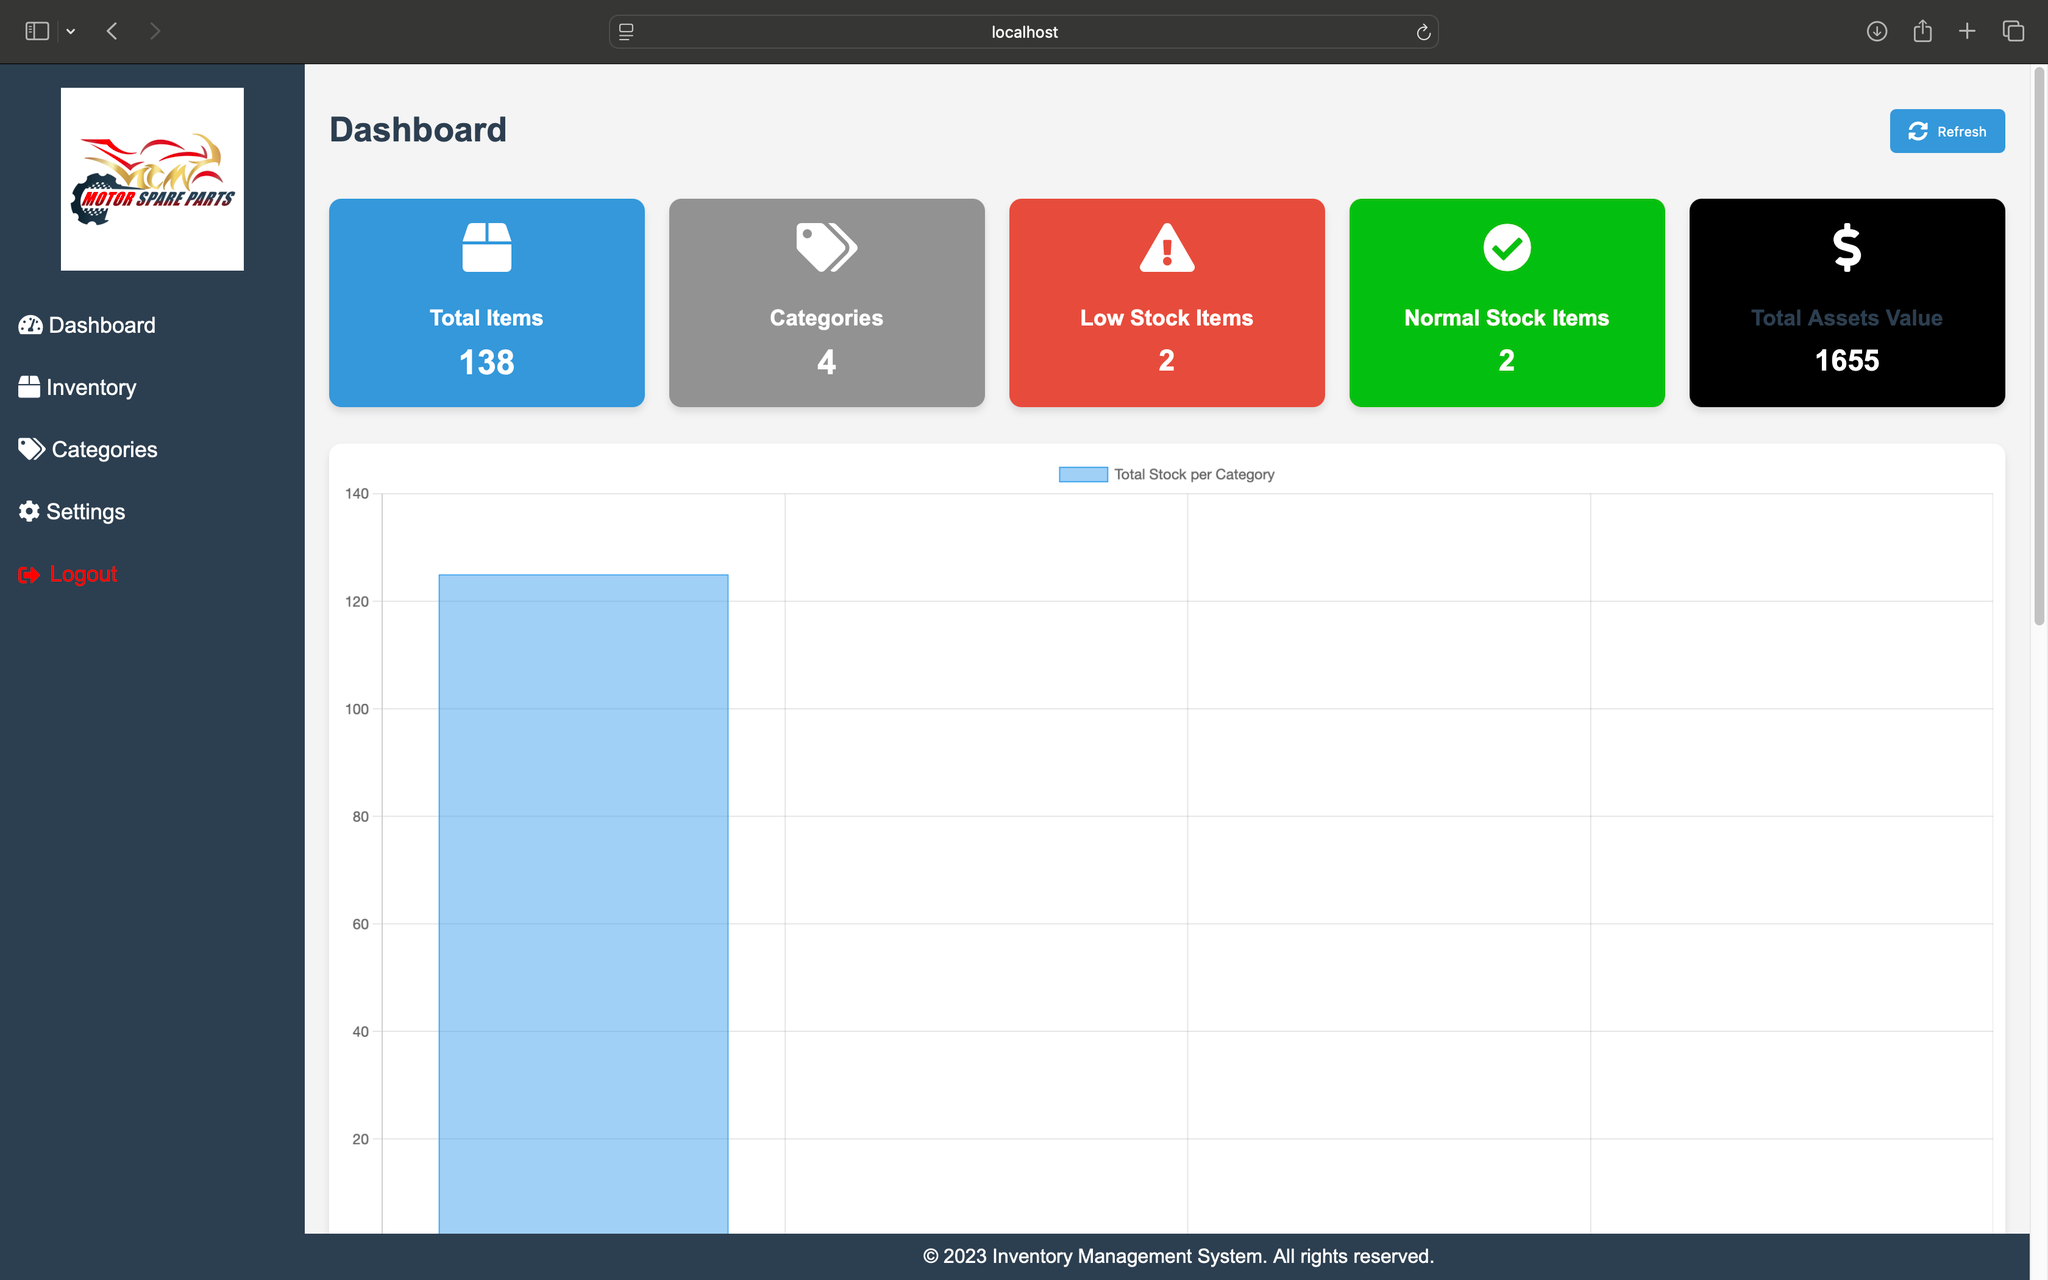 localhost
MOTOR SPARE PARTS
Dashboard
Inventory
Categories
Settings
Logout
Dashboard
Refresh
Total Items
138
Categories
4
Low Stock Items
2
Normal Stock Items
2
Total Assets Value
1655
Total Stock per Category
140
120
100
80
60
40
20
© 2023 Inventory Management System. All rights reserved.